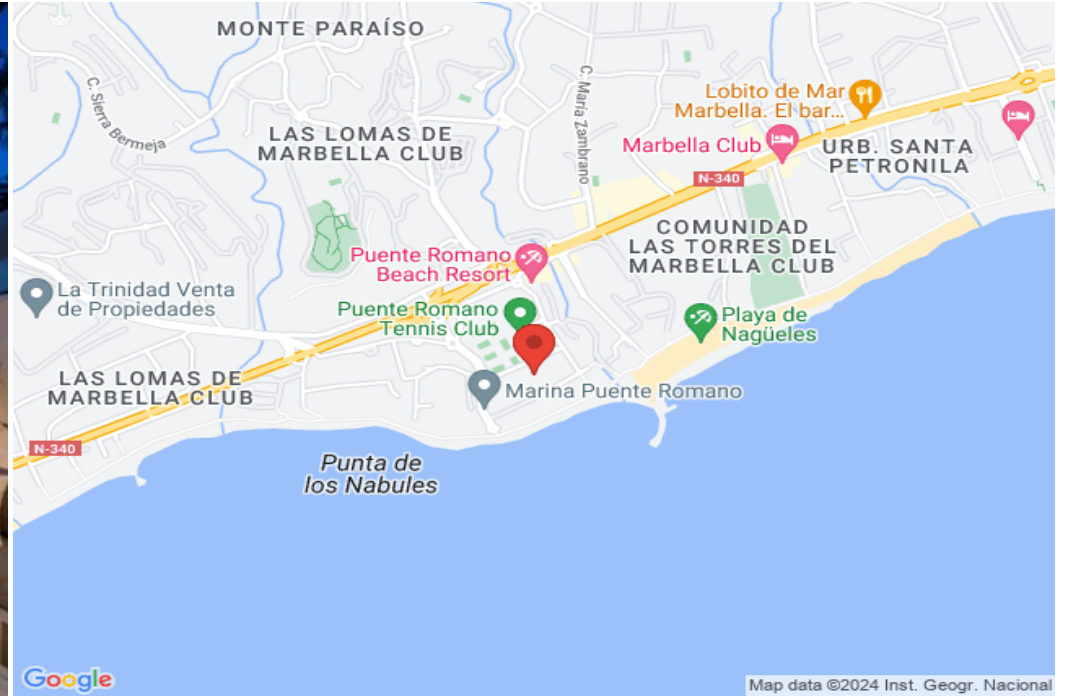 MONTE PARAÍSO
C. Sierra Bermeja
C. María Zambrano
Lobito de Mar
Marbella. El bar...
LAS LOMAS DE
MARBELLA CLUB
Marbella Club
URB. SANTA
PETRONILA
N-340
COMUNIDAD
LAS TORRES DEL
MARBELLA CLUB
Puente Romano
Beach Resort
La Trinidad Venta
de Propiedades
Puente Romano
Tennis Club
Playa de
Nagüeles
LAS LOMAS DE
MARBELLA CLUB
Marina Puente Romano
N-340
Punta de
los Nabules
Google
Map data ©2024 Inst. Geogr. Nacional